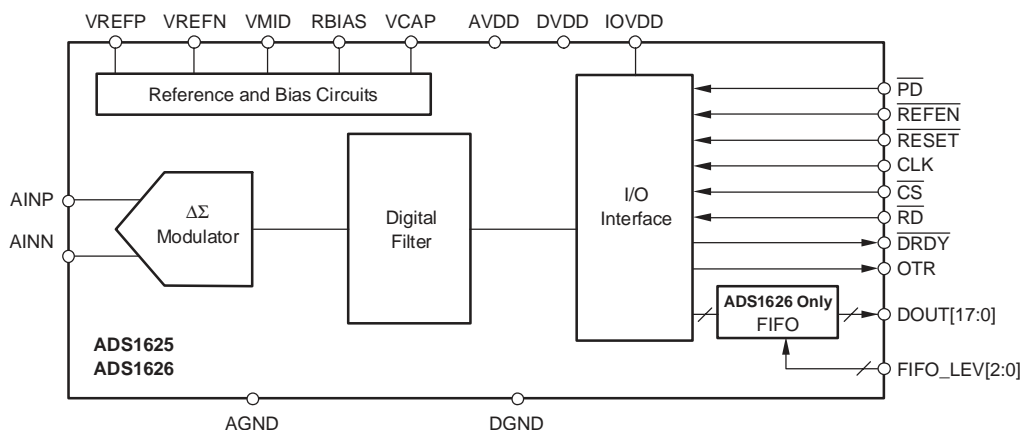 VREFP VREFN VMID RBIAS VCAP AVDD DVDD IOVDD
Reference and Bias Circuits
PD
REFEN
RESET
CLK
CS
RD
DRDY
OTR
AINP
AINN
ΔΣ
Modulator
Digital
Filter
I/O
Interface
ADS1626 Only
FIFO
DOUT[17:0]
FIFO_LEV[2:0]
ADS1625
ADS1626
AGND DGND